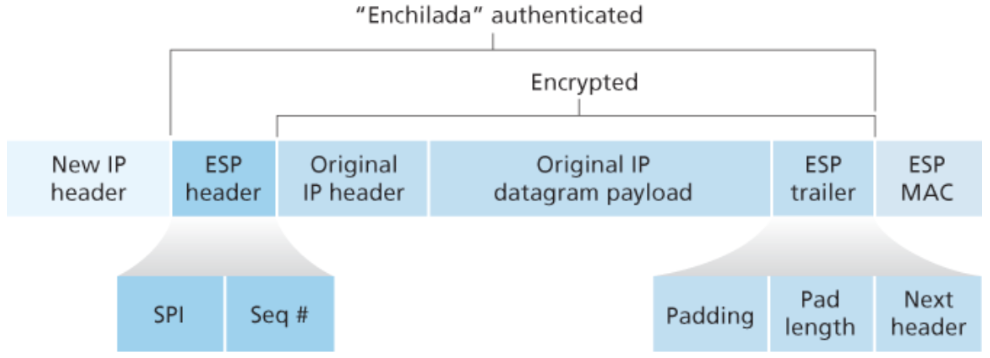 “Enchilada” authenticated
Encrypted
New IP
header
ESP
header
Original
IP header
Original IP
datagram payload
ESP
trailer
ESP
MAC
SPI
Seq #
Padding
Pad
length
Next
header